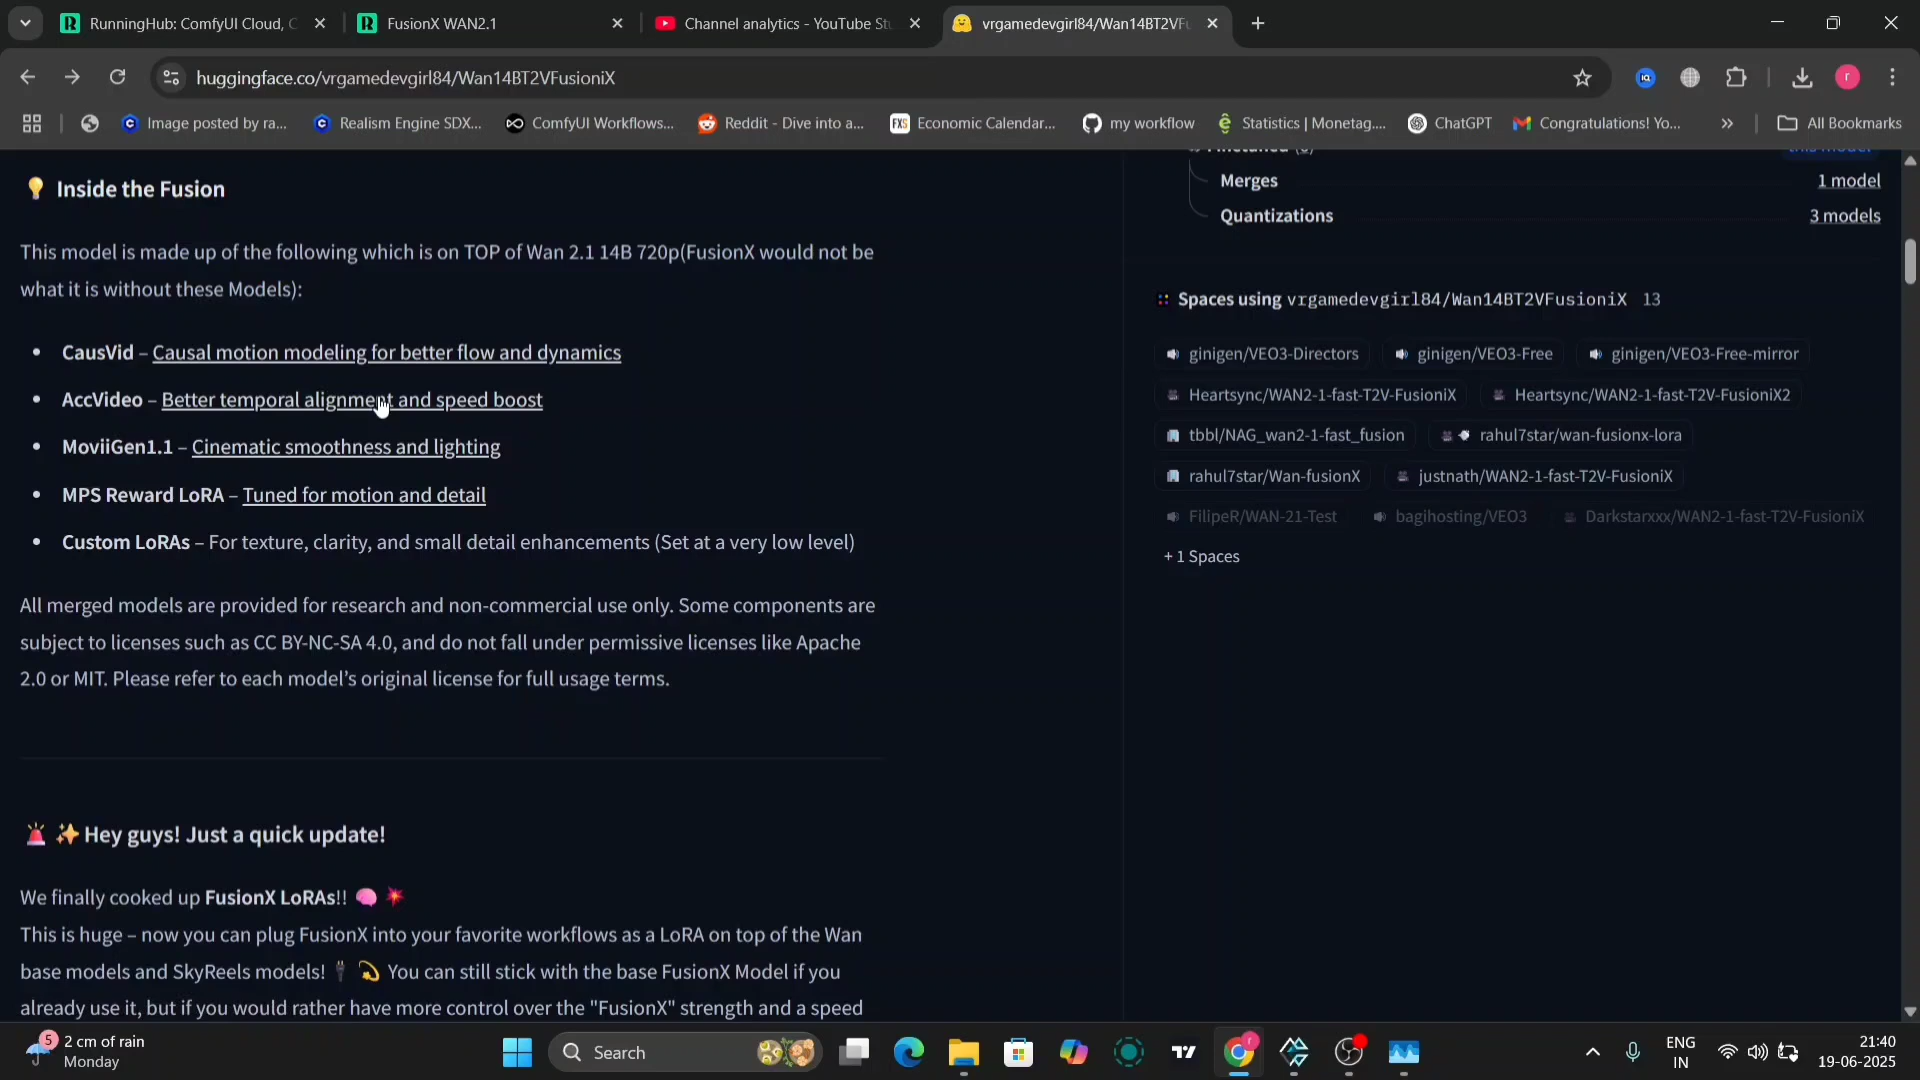 RunningHub: ComfyUI Cloud, C
FusionX WAN2.1
Channel analytics - YouTube Stu
vrgamedevgirl84/Wan14BT2VFu
huggingface.co/vrgamedevgirl84/Wan14BT2VFusioniX
Image posted by ra...
Realism Engine SDX...
ComfyUI Workflows...
Reddit - Dive into a...
Economic Calendar...
my workflow
Statistics | Monetag....
ChatGPT
Congratulations! Yo...
All Bookmarks
💡 Inside the Fusion
This model is made up of the following which is on TOP of Wan 2.1 14B 720p(FusionX would not be
what it is without these Models):
• CausVid – Causal motion modeling for better flow and dynamics
• AccVideo – Better temporal alignment and speed boost
• MoviiGen1.1 – Cinematic smoothness and lighting
• MPS Reward LoRA – Tuned for motion and detail
• Custom LoRAs – For texture, clarity, and small detail enhancements (Set at a very low level)
All merged models are provided for research and non-commercial use only. Some components are
subject to licenses such as CC BY-NC-SA 4.0, and do not fall under permissive licenses like Apache
2.0 or MIT. Please refer to each model's original license for full usage terms.
🚨 ✨ Hey guys! Just a quick update!
We finally cooked up FusionX LoRAs!! 🧠 💥
This is huge – now you can plug FusionX into your favorite workflows as a LoRA on top of the Wan
base models and SkyReels models! 🔌 💫 You can still stick with the base FusionX Model if you
already use it, but if you would rather have more control over the "FusionX" strength and a speed
Merges
1 model
Quantizations
3 models
Spaces using vrgamedevgirl84/Wan14BT2VFusioniX 13
ginigen/VEO3-Directors
ginigen/VEO3-Free
ginigen/VEO3-Free-mirror
Heartsync/WAN2-1-fast-T2V-FusioniX
Heartsync/WAN2-1-fast-T2V-FusioniX2
tbbl/NAG_wan2-1-fast_fusion
rahul7star/wan-fusionx-lora
rahul7star/Wan-fusionX
justnath/WAN2-1-fast-T2V-FusioniX
FilipeR/WAN-21-Test
bagihosting/VEO3
Darkstarxxx/WAN2-1-fast-T2V-FusioniX
+ 1 Spaces
5
2 cm of rain
Monday
Search
ENG
IN
21:40
19-06-2025